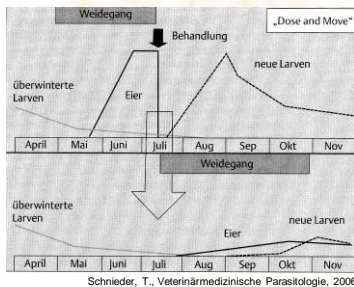 Weidegang
„Dose and Move“
Behandlung
neue Larven
überwinterte
Larven
Eier
April Mai Juni Juli Aug Sep Okt Nov
Weidegang
überwinterte
Larven
neue Larven
Eier
April Mai Juni Juli Aug Sep Okt Nov
Schnieder, T., Veterinärmedizinische Parasitologie, 2006